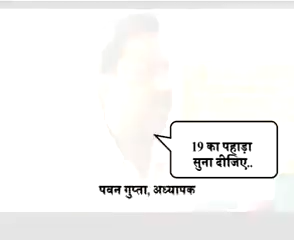 19 का पहाड़ा
सुना दीजिए..
पवन गुप्ता, अध्यापक